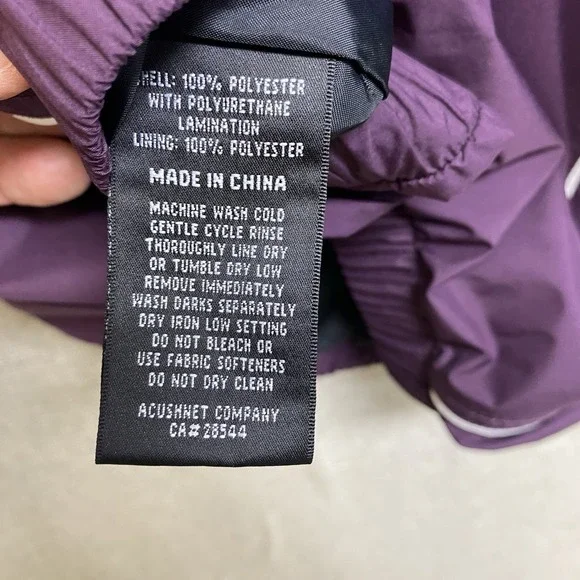 SHELL: 100% POLYESTER
WITH POLYURETHANE
LAMINATION
LINING: 100% POLYESTER
MADE IN CHINA
MACHINE WASH COLD
GENTLE CYCLE RINSE
THOROUGHLY LINE DRY
OR TUMBLE DRY LOW
REMOVE IMMEDIATELY
WASH DARKS SEPARATELY
DRY IRON LOW SETTING
DO NOT BLEACH OR
USE FABRIC SOFTENERS
DO NOT DRY CLEAN
ACUSHNET COMPANY
CA# 28544